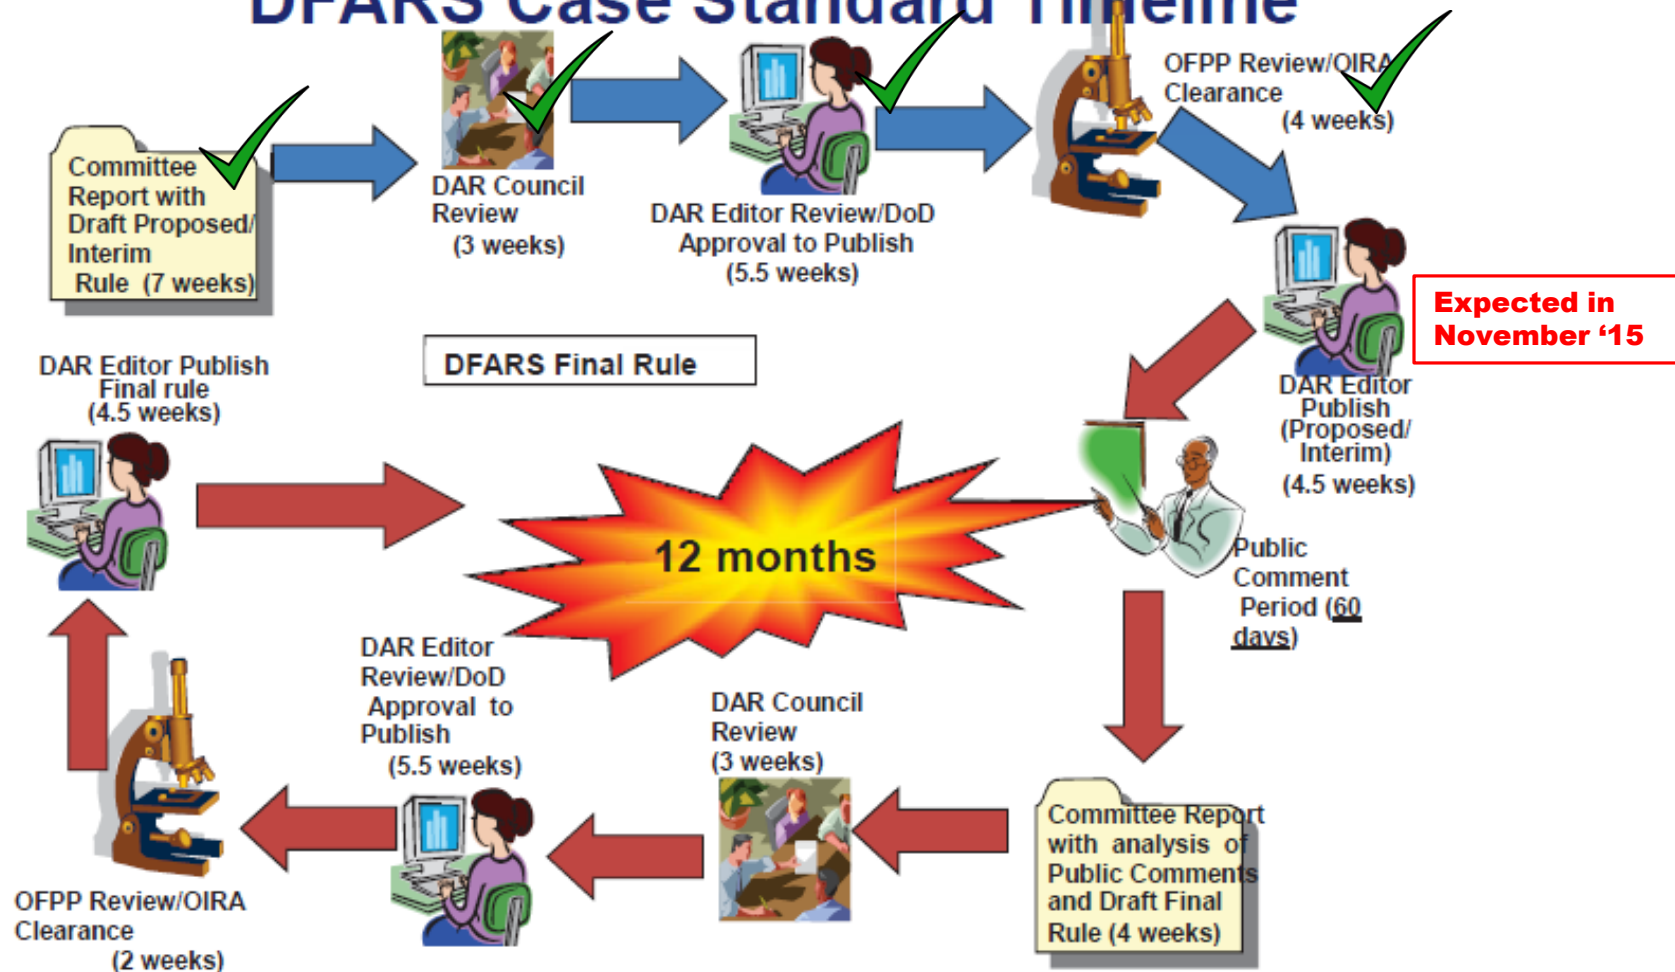 DFARS Case Standard Timeline
Committee
Report with
Draft Proposed/
Interim
Rule (7 weeks)
DAR Council
Review
(3 weeks)
DAR Editor Review/DoD
Approval to Publish
(5.5 weeks)
OFPP Review/OIRA
Clearance
(4 weeks)
Expected in
November ‘15
DAR Editor
Publish
(Proposed/
Interim)
(4.5 weeks)
DAR Editor Publish
Final rule
(4.5 weeks)
DFARS Final Rule
12 months
Public
Comment
Period (60
days)
DAR Editor
Review/DoD
Approval to
Publish
(5.5 weeks)
DAR Council
Review
(3 weeks)
Committee Report
with analysis of
Public Comments
and Draft Final
Rule (4 weeks)
OFPP Review/OIRA
Clearance
(2 weeks)